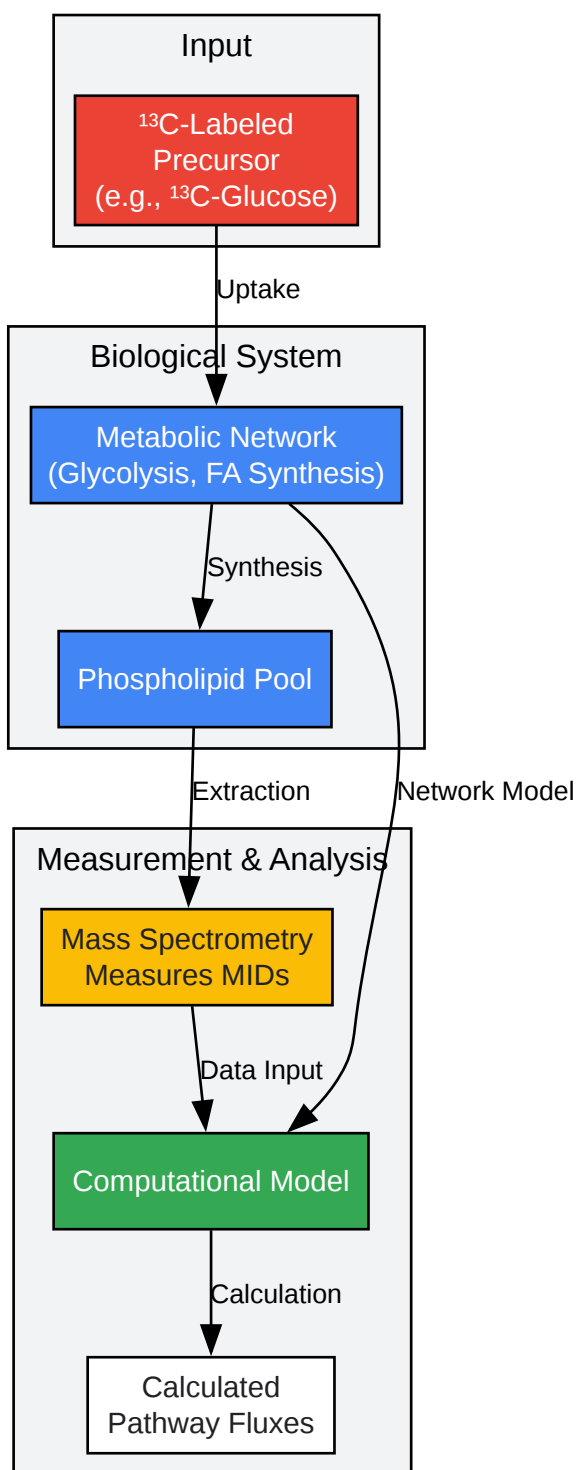 Input
¹³C-Labeled
Precursor
(e.g., ¹³C-Glucose)
Uptake
Biological System
Metabolic Network
(Glycolysis, FA Synthesis)
Synthesis
Phospholipid Pool
Extraction
Network Model
Measurement & Analysis
Mass Spectrometry
Measures MIDs
Data Input
Computational Model
Calculation
Calculated
Pathway Fluxes